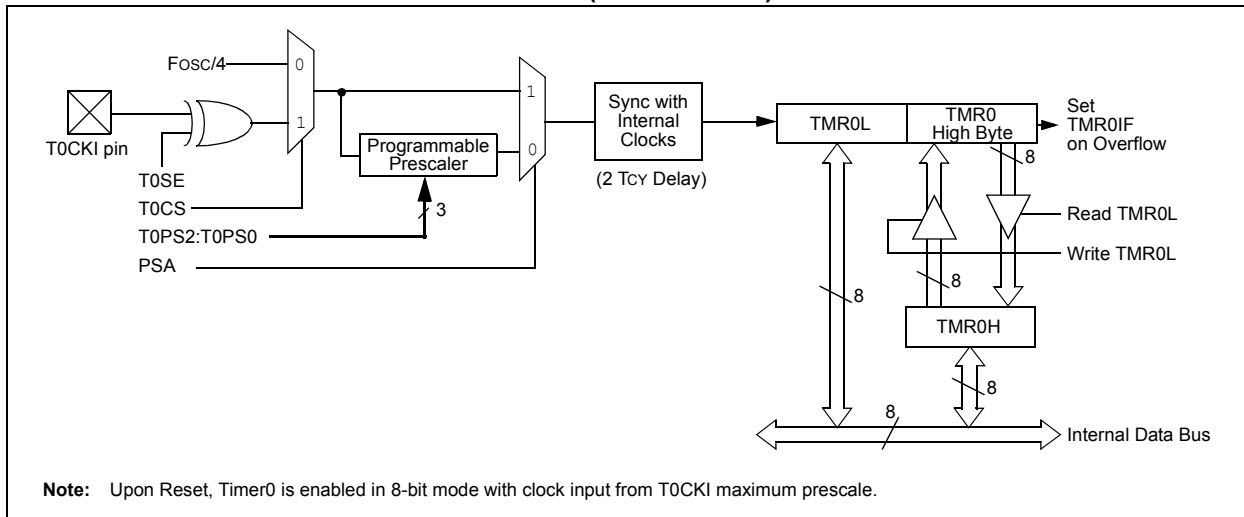 Fosc/4
0
1
T0CKI pin
T0SE
T0CS
T0PS2:T0PS0
PSA
Programmable
Prescaler
3
1
0
Sync with
Internal
Clocks
(2 TCY Delay)
TMR0L
TMR0
High Byte
Set
TMR0IF
on Overflow
8
Read TMR0L
Write TMR0L
8
8
TMR0H
8
8
Internal Data Bus
Note: Upon Reset, Timer0 is enabled in 8-bit mode with clock input from T0CKI maximum prescale.